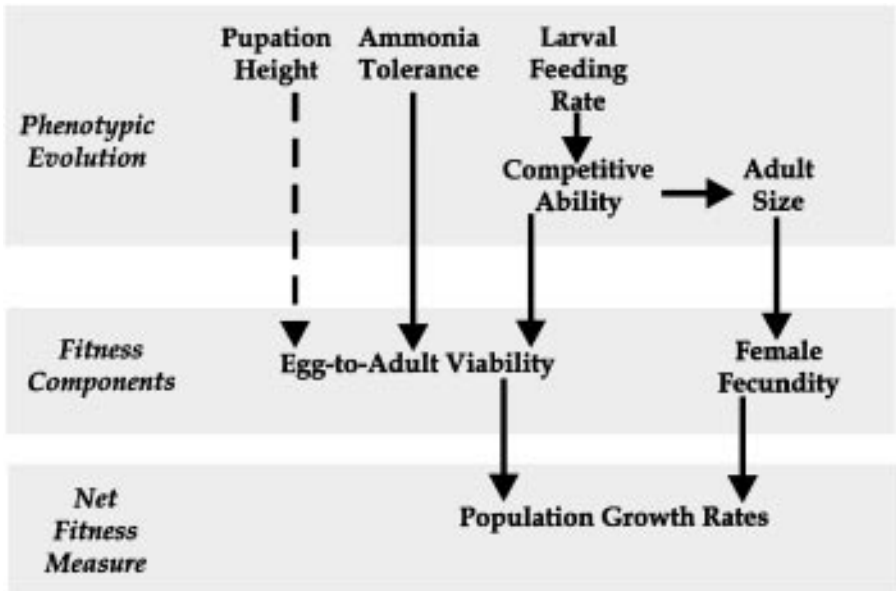 Pupation
Height
Ammonia
Tolerance
Larval
Feeding
Rate
Phenotypic
Evolution
Competitive
Ability
Adult
Size
Fitness
Components
Egg-to-Adult Viability
Female
Fecundity
Net
Fitness
Measure
Population Growth Rates